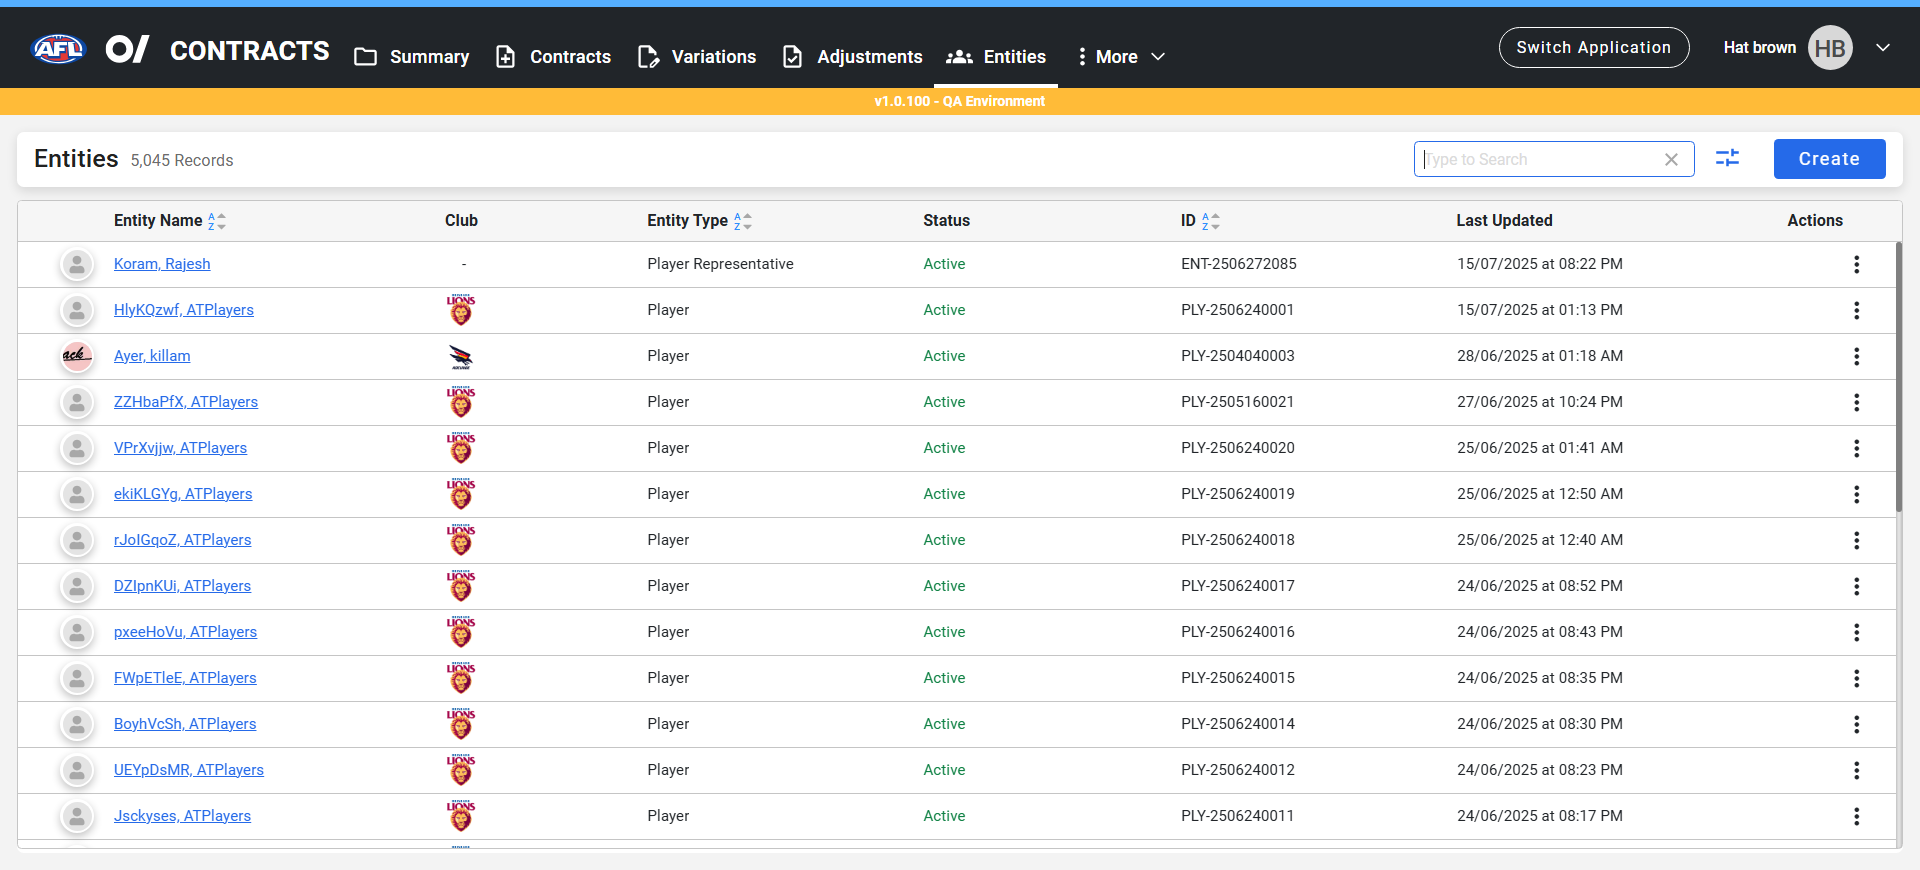 AFL CONTRACTS Summary Contracts Variations Adjustments Entities More Switch Application Hat brown HB
v1.0.100 - QA Environment
Entities 5,045 Records Type to Search Create
Entity Name AZ Club Entity Type AZ Status ID AZ Last Updated Actions
Koram, Rajesh - Player Representative Active ENT-2506272085 15/07/2025 at 08:22 PM
HlyKQzwf, ATPlayers LIONS Player Active PLY-2506240001 15/07/2025 at 01:13 PM
ack Ayer, killam Player Active PLY-2504040003 28/06/2025 at 01:18 AM
ZZHbaPfX, ATPlayers LIONS Player Active PLY-2505160021 27/06/2025 at 10:24 PM
VPrXvjjw, ATPlayers LIONS Player Active PLY-2506240020 25/06/2025 at 01:41 AM
ekiKLGYg, ATPlayers LIONS Player Active PLY-2506240019 25/06/2025 at 12:50 AM
rJoIGqoZ, ATPlayers LIONS Player Active PLY-2506240018 25/06/2025 at 12:40 AM
DZIpnKUi, ATPlayers LIONS Player Active PLY-2506240017 24/06/2025 at 08:52 PM
pxeeHoVu, ATPlayers LIONS Player Active PLY-2506240016 24/06/2025 at 08:43 PM
FWpETleE, ATPlayers LIONS Player Active PLY-2506240015 24/06/2025 at 08:35 PM
BoyhVcSh, ATPlayers LIONS Player Active PLY-2506240014 24/06/2025 at 08:30 PM
UEYpDsMR, ATPlayers LIONS Player Active PLY-2506240012 24/06/2025 at 08:23 PM
Jsckyses, ATPlayers LIONS Player Active PLY-2506240011 24/06/2025 at 08:17 PM